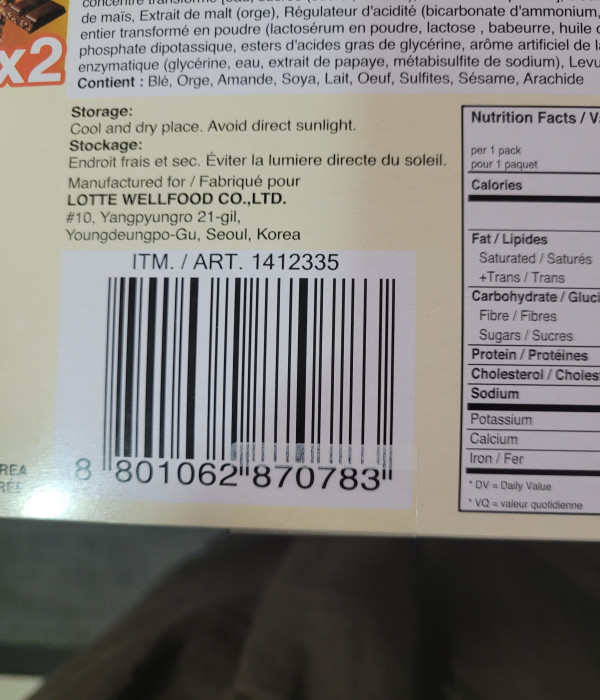 x2
de maïs, Extrait de malt (orge), Régulateur d'acidité (bicarbonate d'ammonium,
entier transformé en poudre (lactosérum en poudre, lactose , babeurre, huile
phosphate dipotassique, esters d'acides gras de glycérine, arôme artificiel de
enzymatique (glycérine, eau, extrait de papaye, métabisulfite de sodium),
Contient : Blé, Orge, Amande, Soya, Lait, Oeuf, Sulfites, Sésame, Arachide
Storage:
Cool and dry place. Avoid direct sunlight.
Stockage:
Endroit frais et sec. Éviter la lumiere directe du soleil.
Manufactured for / Fabriqué pour
LOTTE WELLFOOD CO.,LTD.
#10, Yangpyungro 21-gil,
Youngdeungpo-Gu, Seoul, Korea
ITM. / ART. 1412335
8 801062 870783
Nutrition Facts /
per 1 pack
pour 1 paquet
Calories
Fat / Lipides
Saturated / Saturés
+Trans / Trans
Carbohydrate /
Fibre / Fibres
Sugars / Sucres
Protein / Protéines
Cholesterol /
Sodium
Potassium
Calcium
Iron / Fer
* DV = Daily Value
* VQ = valeur quotidienne